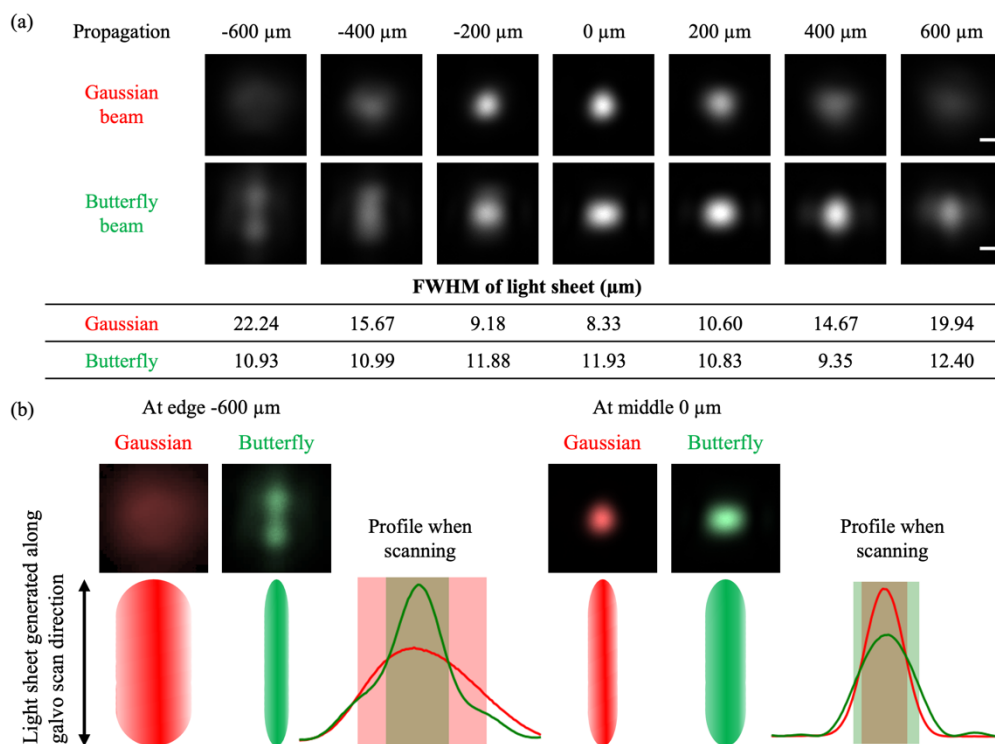 (a)
Propagation -600 µm -400 µm -200 µm 0 µm 200 µm 400 µm 600 µm
Gaussian
beam
Butterfly
beam
FWHM of light sheet (µm)
Gaussian 22.24 15.67 9.18 8.33 10.60 14.67 19.94
Butterfly 10.93 10.99 11.88 11.93 10.83 9.35 12.40
(b)
At edge -600 µm
Gaussian Butterfly
Profile when
scanning
At middle 0 µm
Gaussian Butterfly
Profile when
scanning
Light sheet generated along
galvo scan direction